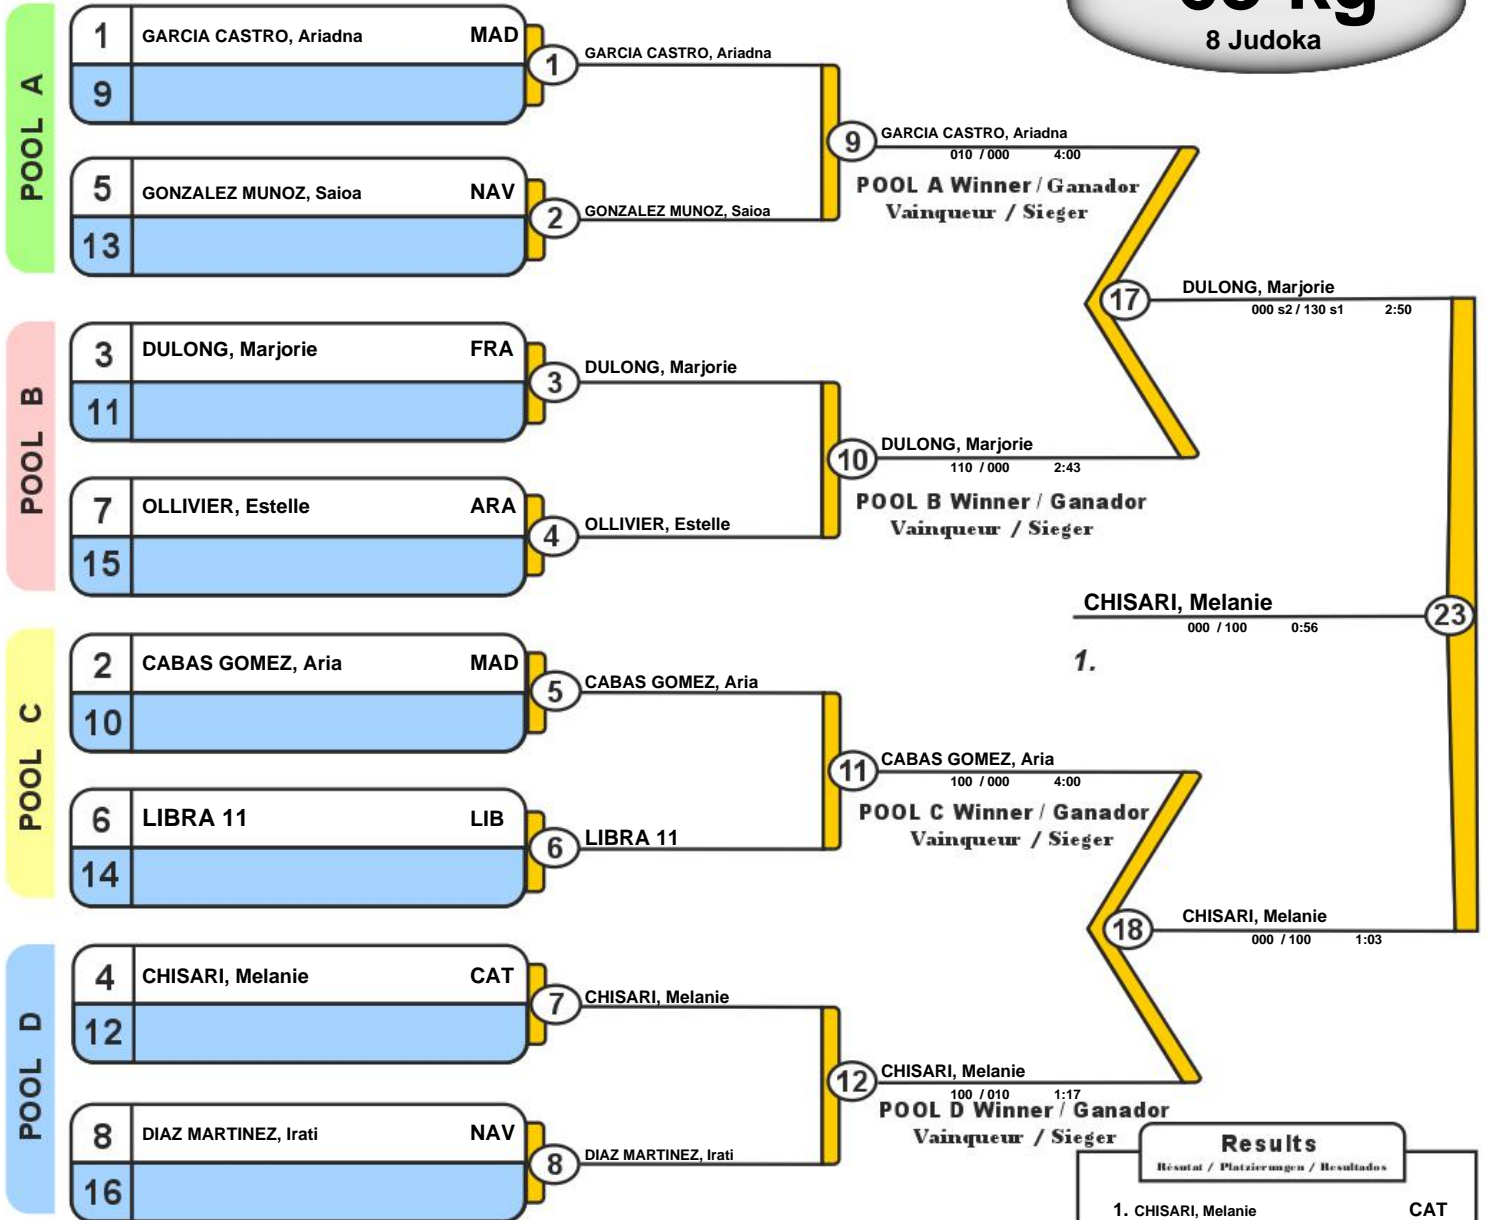 8 Judoka
POOL A
1 GARCIA CASTRO, Ariadna MAD
9
1 GARCIA CASTRO, Ariadna
5 GONZALEZ MUNOZ, Saioa NAV
13
2 GONZALEZ MUNOZ, Saioa
9 GARCIA CASTRO, Ariadna
010 / 000 4:00
POOL A Winner / Ganador
Vainqueur / Sieger
POOL B
3 DULONG, Marjorie FRA
11
3 DULONG, Marjorie
7 OLLIVIER, Estelle ARA
15
4 OLLIVIER, Estelle
10 DULONG, Marjorie
110 / 000 2:43
POOL B Winner / Ganador
Vainqueur / Sieger
17 DULONG, Marjorie
000 s2 / 130 s1 2:50
CHISARI, Melanie 23
000 / 100 0:56
1.
POOL C
2 CABAS GOMEZ, Aria MAD
10
5 CABAS GOMEZ, Aria
6 LIBRA 11 LIB
14
6 LIBRA 11
11 CABAS GOMEZ, Aria
100 / 000 4:00
POOL C Winner / Ganador
Vainqueur / Sieger
18 CHISARI, Melanie
000 / 100 1:03
POOL D
4 CHISARI, Melanie CAT
12
7 CHISARI, Melanie
8 DIAZ MARTINEZ, Irati NAV
16
8 DIAZ MARTINEZ, Irati
12 CHISARI, Melanie
100 / 010 1:17
POOL D Winner / Ganador
Vainqueur / Sieger
Results
Résutat / Platzierungen / Resultados
1. CHISARI, Melanie CAT